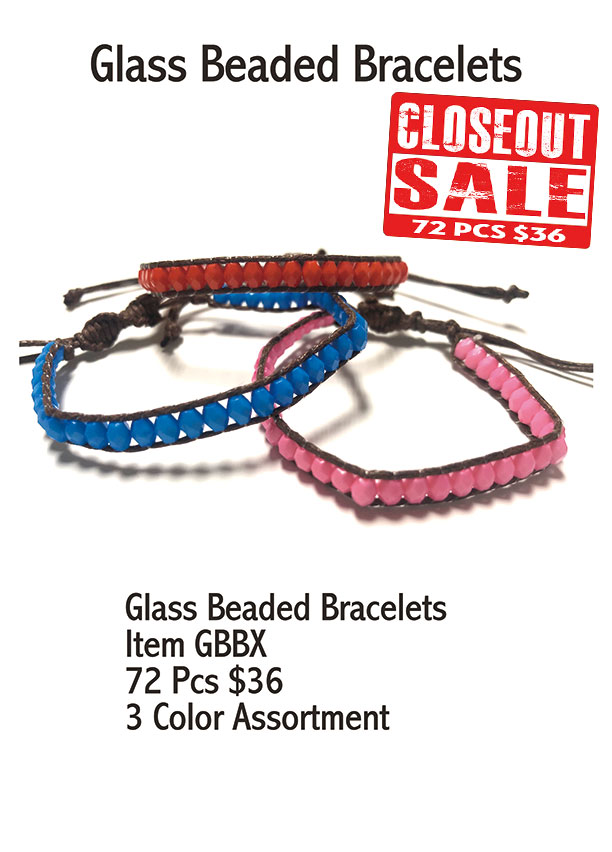 Glass Beaded Bracelets
CLOSEOUT
SALE
72 PCS $36
Glass Beaded Bracelets
Item GBBX
72 Pcs $36
3 Color Assortment